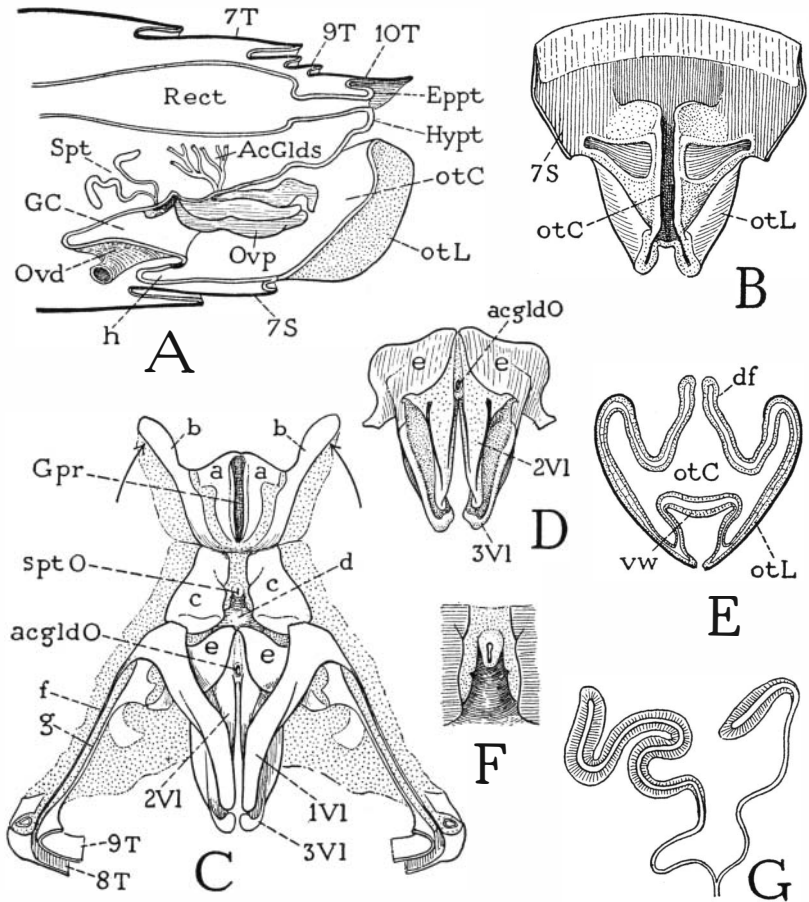 7T
9T
10T
Rect
Eppt
Hypt
Spt
AcGlds
GC
otC
Ovd
Ovp
otL
h
7S
A
7S
otC
otL
B
acgldO
e
e
2Vl
3Vl
D
df
otC
vw
otL
E
b
b
Gpr
a
a
sptO
d
c
c
acgldO
e
e
f
g
2Vl
1Vl
3Vl
9T
8T
C
F
G